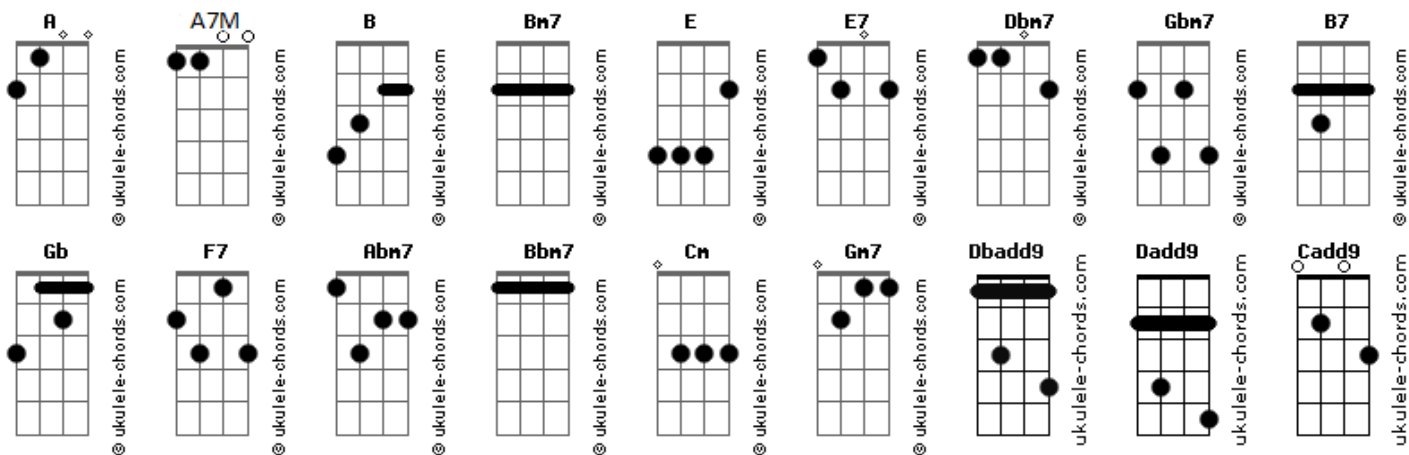 A A7M B Bm7 E E7 Dbm7 Gbm7 B7
© ukulele-chords.com © ukulele-chords.com © ukulele-chords.com © ukulele-chords.com © ukulele-chords.com © ukulele-chords.com © ukulele-chords.com © ukulele-chords.com © ukulele-chords.com
Gb F7 Abm7 Bbm7 Cm Gm7 Dbadd9 Dadd9 Cadd9
© ukulele-chords.com © ukulele-chords.com © ukulele-chords.com © ukulele-chords.com © ukulele-chords.com © ukulele-chords.com ukulele-chords.com ukulele-chords.com ukulele-chords.com